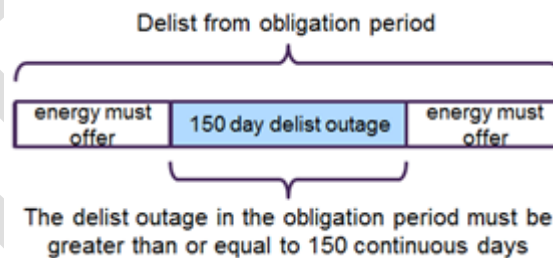 Delist from obligation period
energy must
offer
150 day delist outage
energy must
offer
The delist outage in the obligation period must be
greater than or equal to 150 continuous days